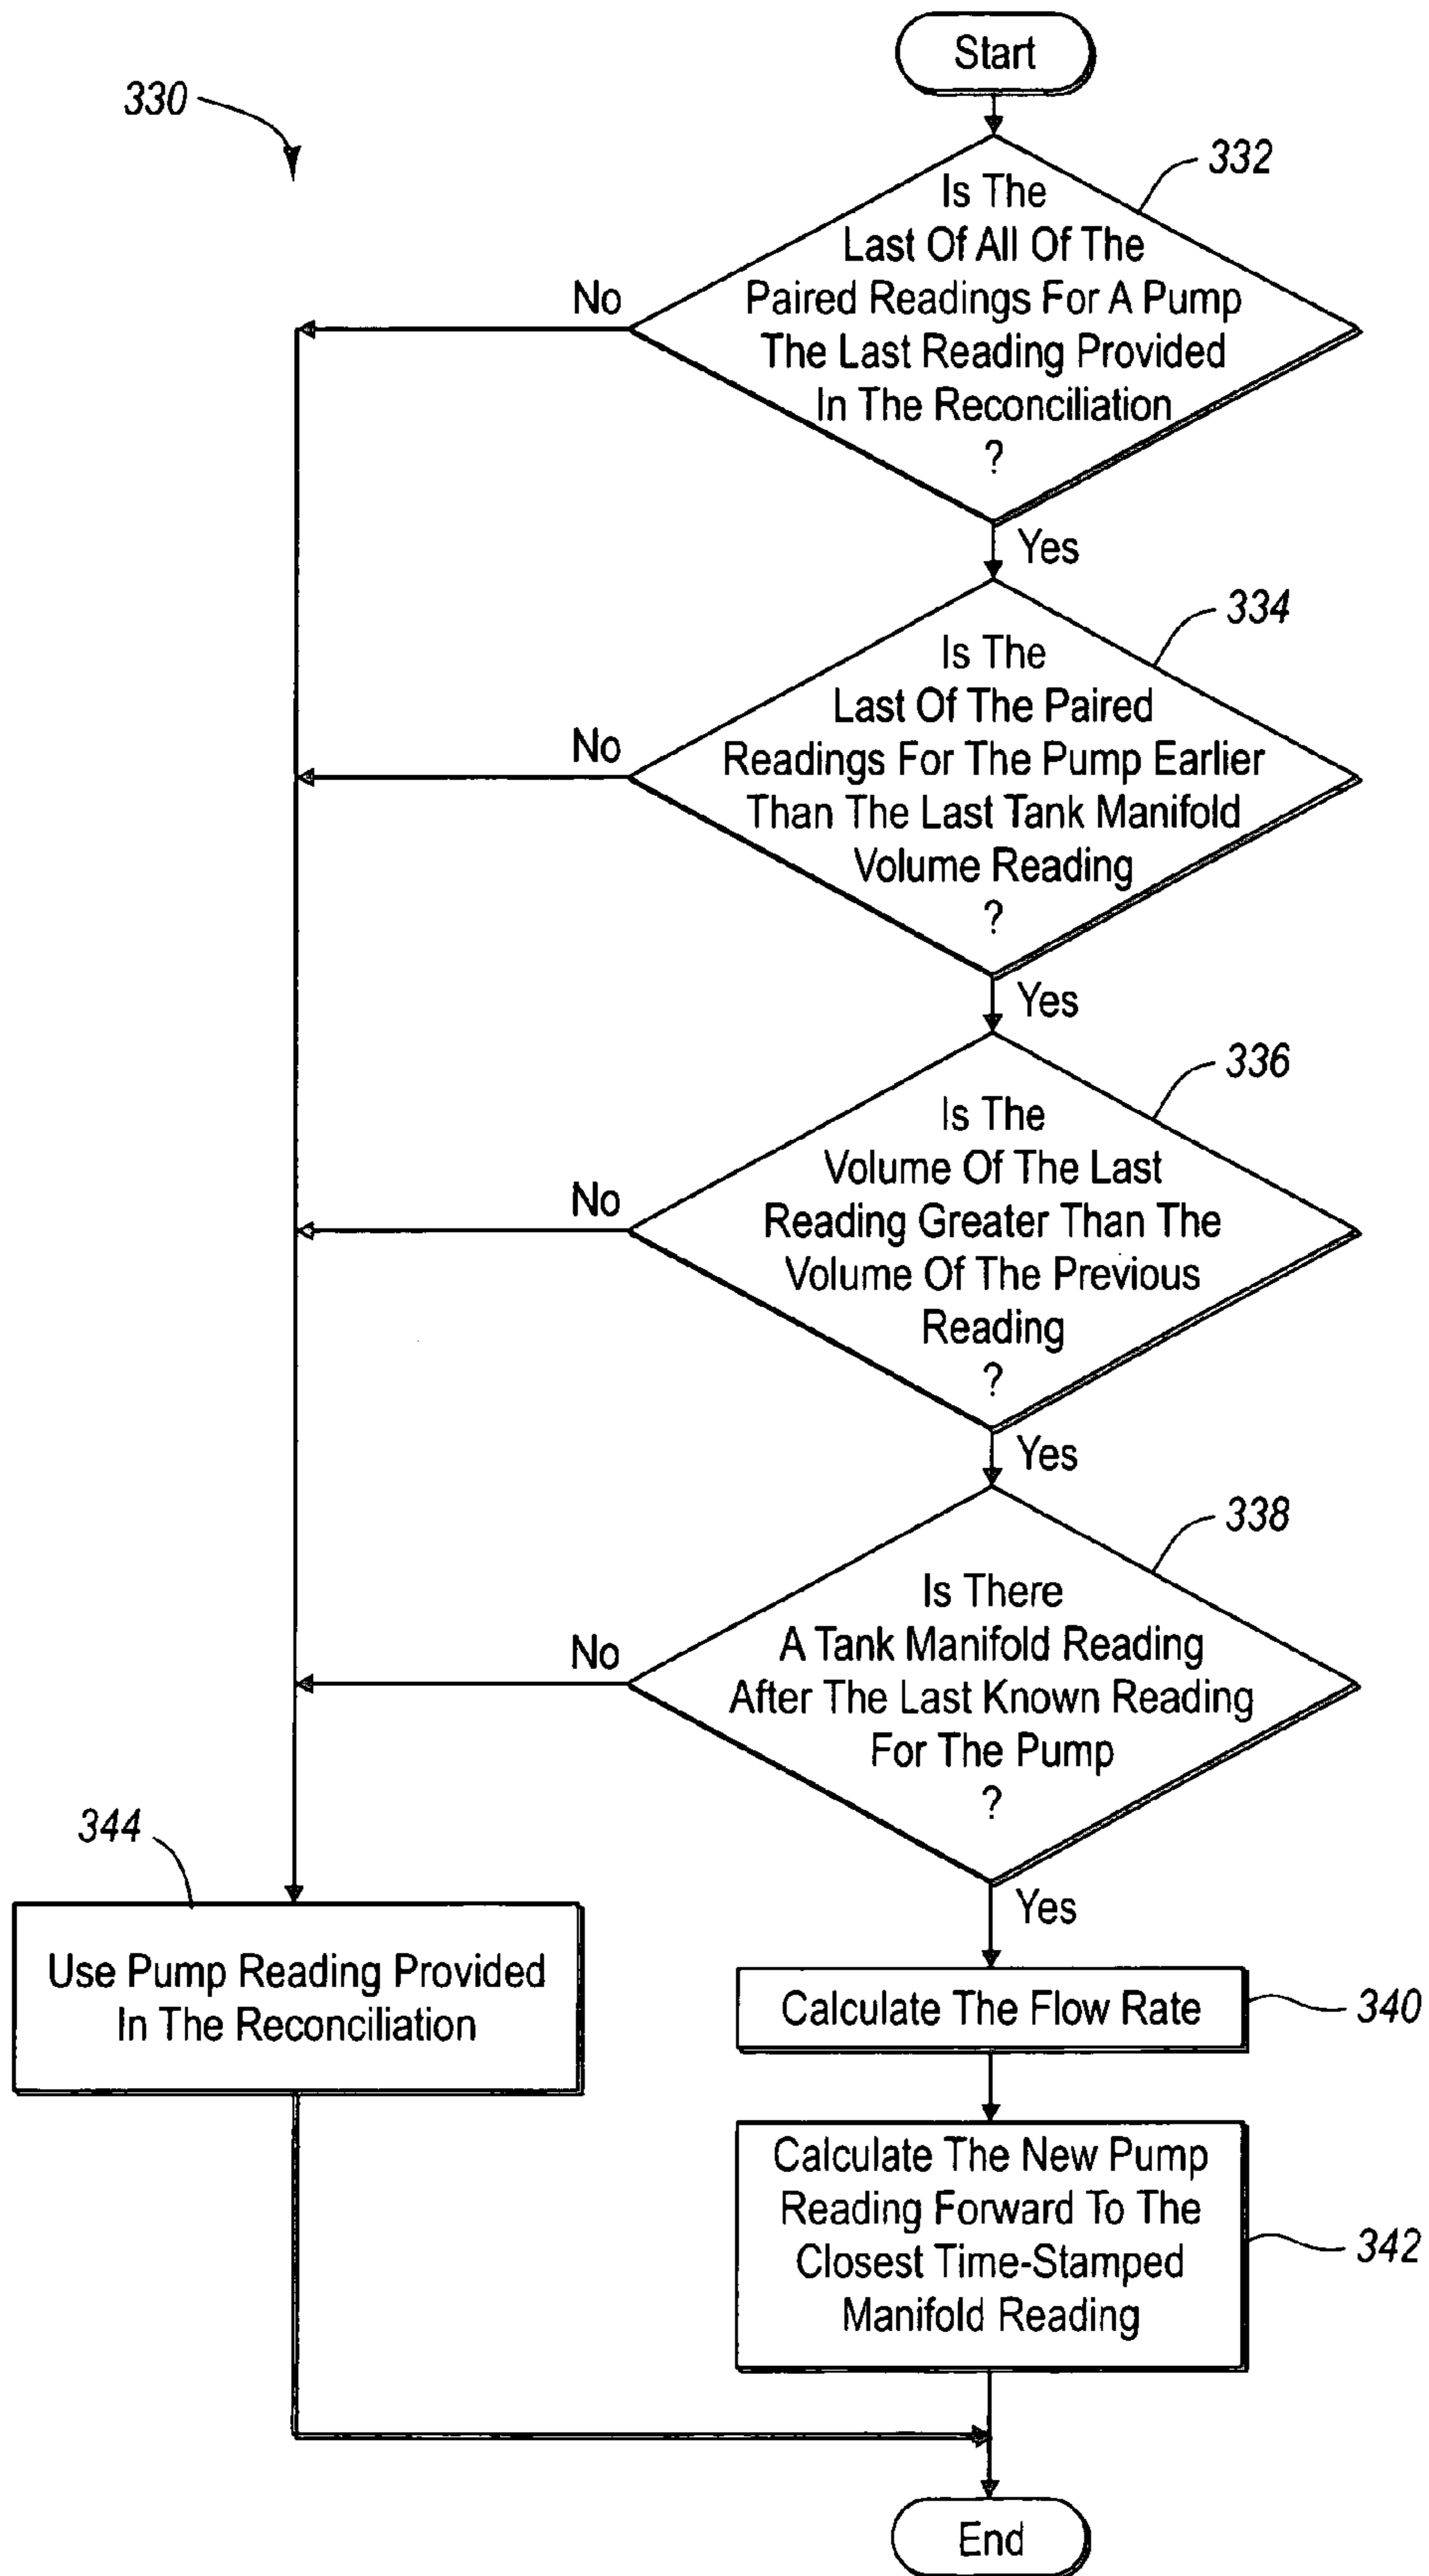 Start
330
332
Is The
Last Of All Of The
Paired Readings For A Pump
The Last Reading Provided
In The Reconciliation
?
No
Yes
334
Is The
Last Of The Paired
Readings For The Pump Earlier
Than The Last Tank Manifold
Volume Reading
?
No
Yes
336
Is The
Volume Of The Last
Reading Greater Than The
Volume Of The Previous
Reading
?
No
Yes
338
Is There
A Tank Manifold Reading
After The Last Known Reading
For The Pump
?
No
Yes
344
Use Pump Reading Provided
In The Reconciliation
Calculate The Flow Rate
340
Calculate The New Pump
Reading Forward To The
Closest Time-Stamped
Manifold Reading
342
End